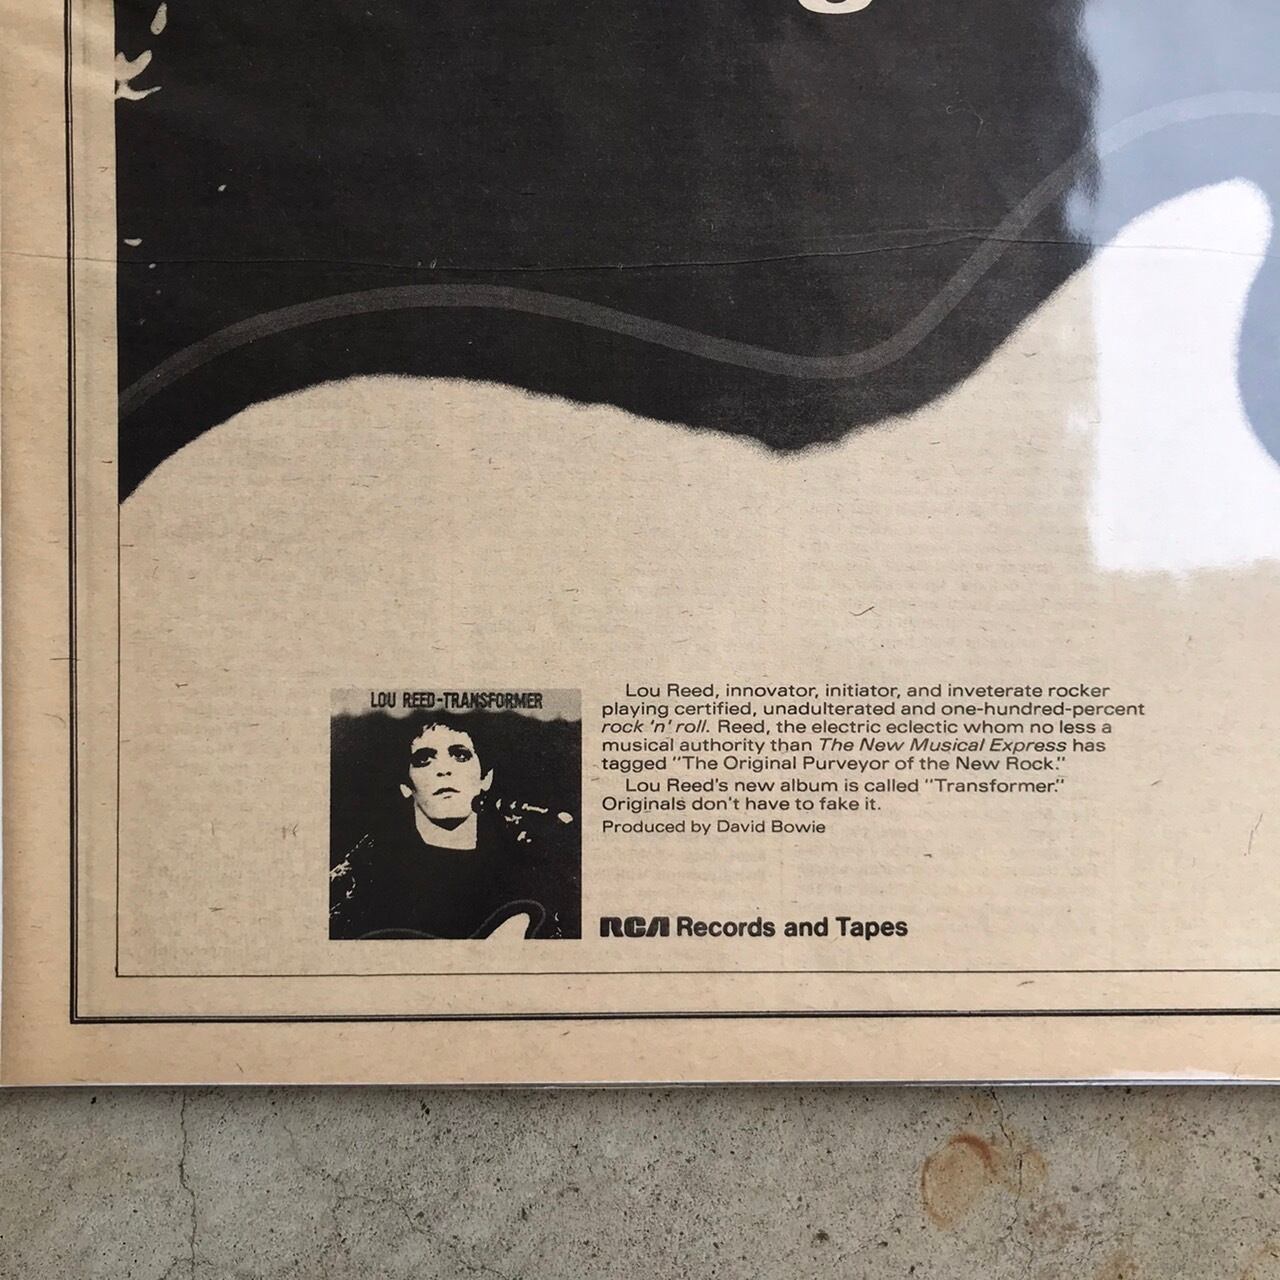 LOU REED-TRANSFORMER
Lou Reed, innovator, initiator, and inveterate rocker
playing certified, unadulterated and one-hundred-percent
rock 'n' roll. Reed, the electric eclectic whom no less a
musical authority than The New Musical Express has
tagged "The Original Purveyor of the New Rock."
Lou Reed's new album is called "Transformer."
Originals don't have to fake it.
Produced by David Bowie
RCA Records and Tapes